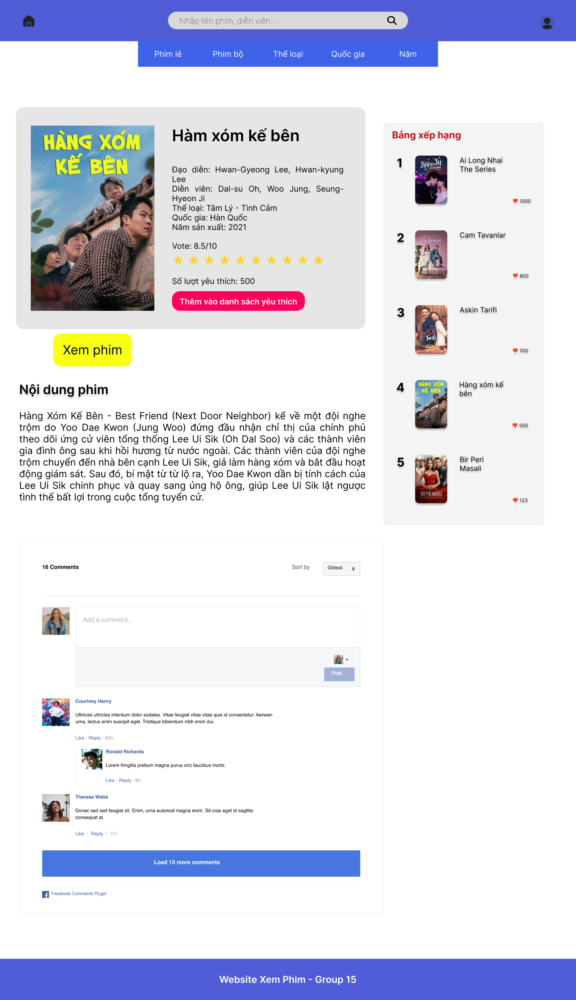 Nhập tên phim, diễn viên...
Phim lẻ
Phim bộ
Thể loại
Quốc gia
Năm
HÀNG XÓM
KẾ BÊN
Hàm xóm kế bên
Đạo diễn: Hwan-Gyeong Lee, Hwan-kyung
Lee
Diễn viên: Dal-su Oh, Woo Jung, Seung-
Hyeon Ji
Thể loại: Tâm Lý - Tình Cảm
Quốc gia: Hàn Quốc
Năm sản xuất: 2021
Vote: 8.5/10
Số lượt yêu thích: 500
Thêm vào danh sách yêu thích
Xem phim
Nội dung phim
Hàng Xóm Kế Bên - Best Friend (Next Door Neighbor) kể về một đội nghe
trộm do Yoo Dae Kwon (Jung Woo) đứng đầu nhận chỉ thị của chính phủ
theo dõi ứng cử viên tổng thống Lee Ui Sik (Oh Dal Soo) và các thành viên
gia đình ông sau khi hồi hương từ nước ngoài. Các thành viên của đội nghe
trộm chuyển đến nhà bên cạnh Lee Ui Sik, giả làm hàng xóm và bắt đầu hoạt
động giám sát. Sau đó, bí mật từ từ lộ ra, Yoo Dae Kwon dần bị tính cách của
Lee Ui Sik chinh phục và quay sang ủng hộ ông, giúp Lee Ui Sik lật ngược
tình thế bất lợi trong cuộc tổng tuyển cử.
Bảng xếp hạng
1
Ai Long Nhai
Ai Long Nhai
The Series
1000
2
Cam Tavanlar
Cam Tavanlar
800
3
Aşkın
Tarifi
Askin Tarifi
700
4
HÀNG XÓM
KẾ BÊN
Hàng xóm kế
bên
500
5
BİR PERİ MASALI
Bir Peri
Masali
123
16 Comments
Sort by
Oldest
Add a comment...
Post
Courtney Henry
Ultricies ultricies interdum dolor sodales. Vitae feugiat vitae vitae quis id consectetur. Aenean
urna, lectus enim suscipit eget. Tristique bibendum nibh enim dui.
Like · Reply · 20h
Ronald Richards
Lorem fringilla pretium magna purus orci faucibus morbi.
Like · Reply · 6h
Theresa Webb
Donec sed sed feugiat sit. Enim, urna euismod magna enim. Sit cras eget id sagittis
consequat at.
Like · Reply · 23h
Load 13 more comments
Facebook Comments Plugin
Website Xem Phim - Group 15